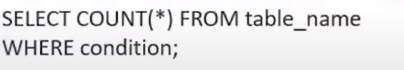 SELECT COUNT(*) FROM table_name
WHERE condition;